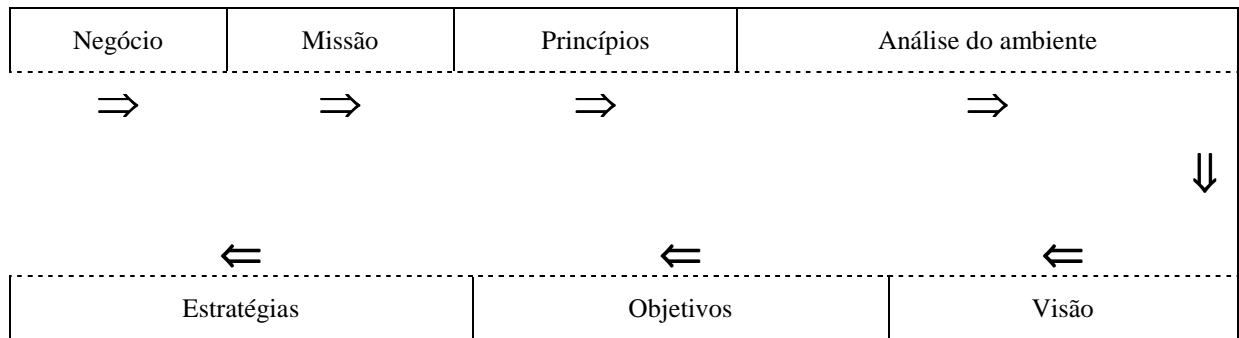 Negócio Missão Princípios Análise do ambiente
⇒ ⇒ ⇒ ⇒
⇓
⇐ ⇐ ⇐
Estratégias Objetivos Visão